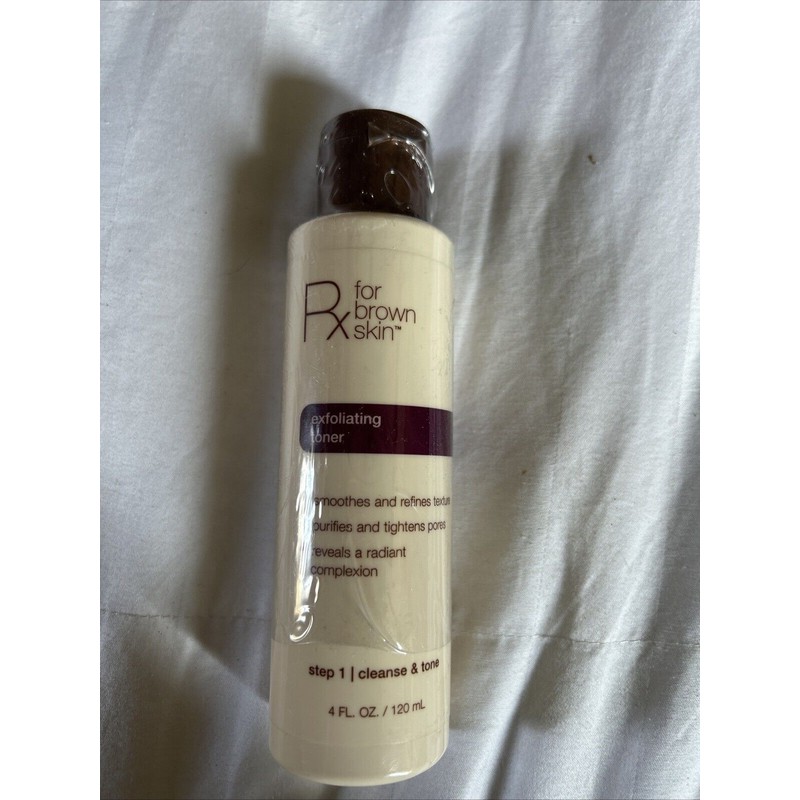 Rx for
brown
skin™
exfoliating
toner
smoothes and refines texture
purifies and tightens pores
reveals a radiant
complexion
step 1 | cleanse & tone
4 FL. OZ. / 120 mL